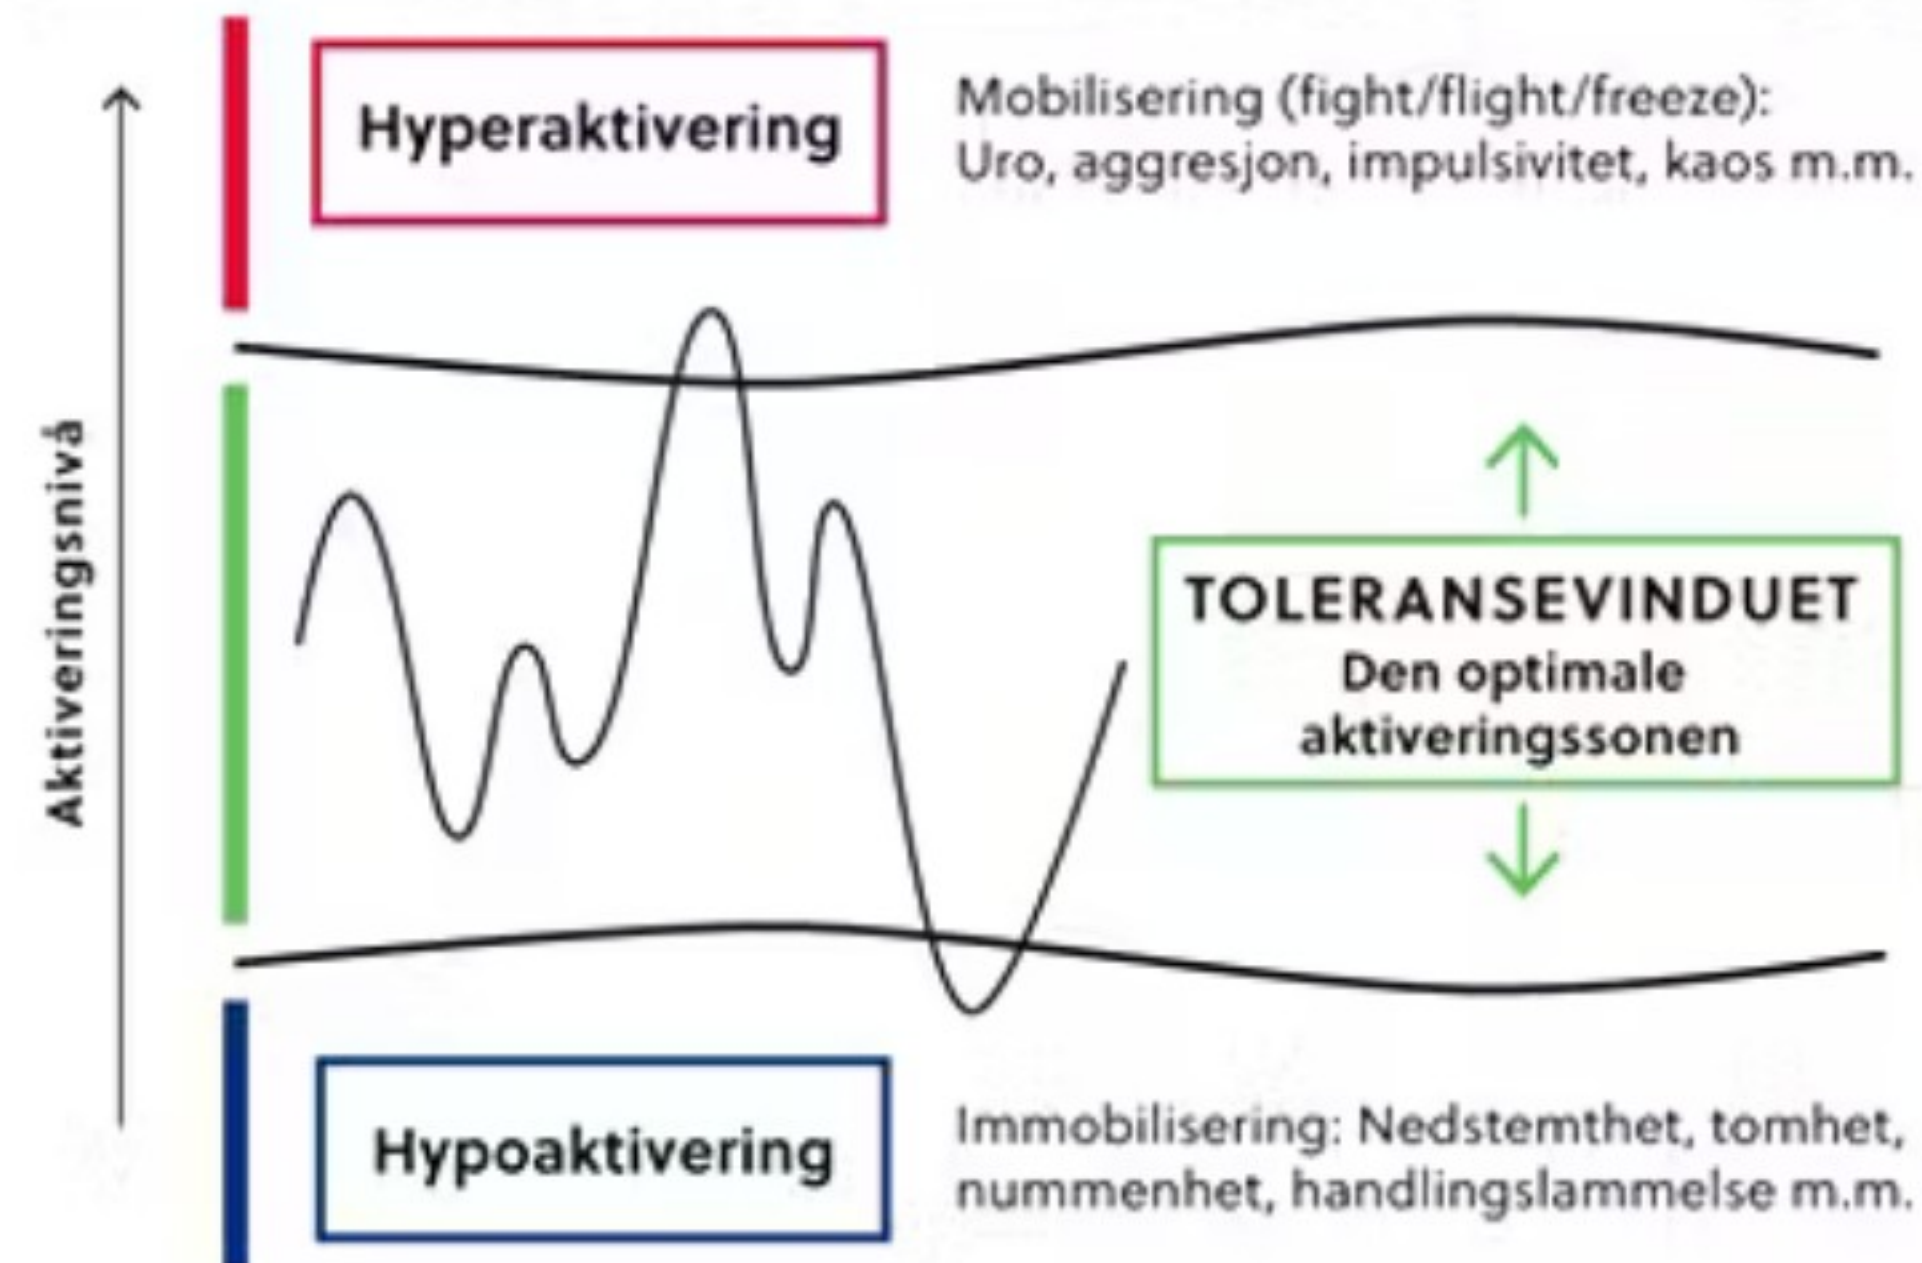 Hyperaktivering
Mobilisering (fight/flight/freeze):
Uro, aggresjon, impulsivitet, kaos m.m.
Aktiveringsnivå
TOLERANSEVINDUET
Den optimale
aktiveringssonen
Hypoaktivering
Immobilisering: Nedstemthet, tomhet,
nummenhet, handlingslammelse m.m.